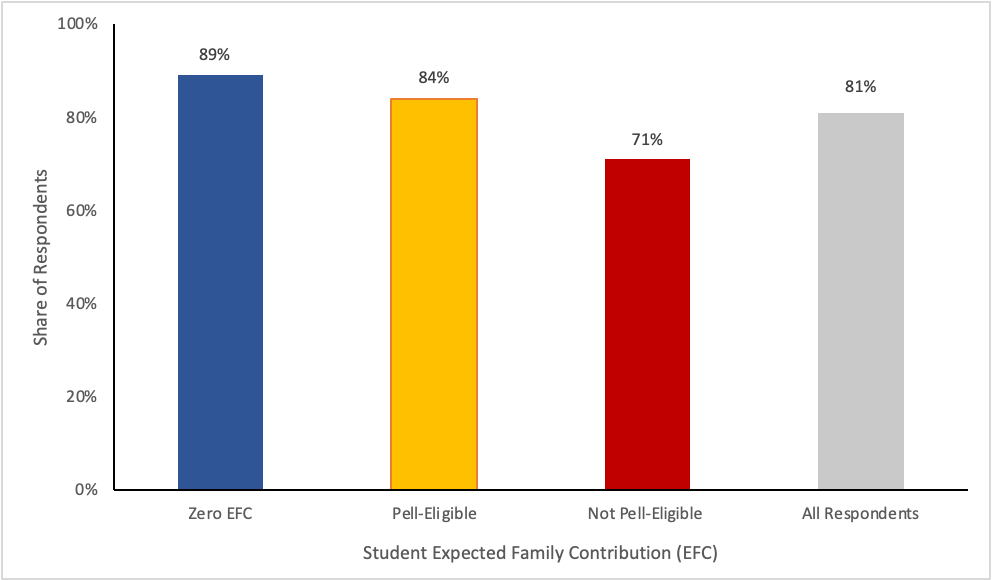 100%
80%
60%
40%
20%
0%
Share of Respondents
89%
84%
71%
81%
Zero EFC
Pell-Eligible
Not Pell-Eligible
All Respondents
Student Expected Family Contribution (EFC)